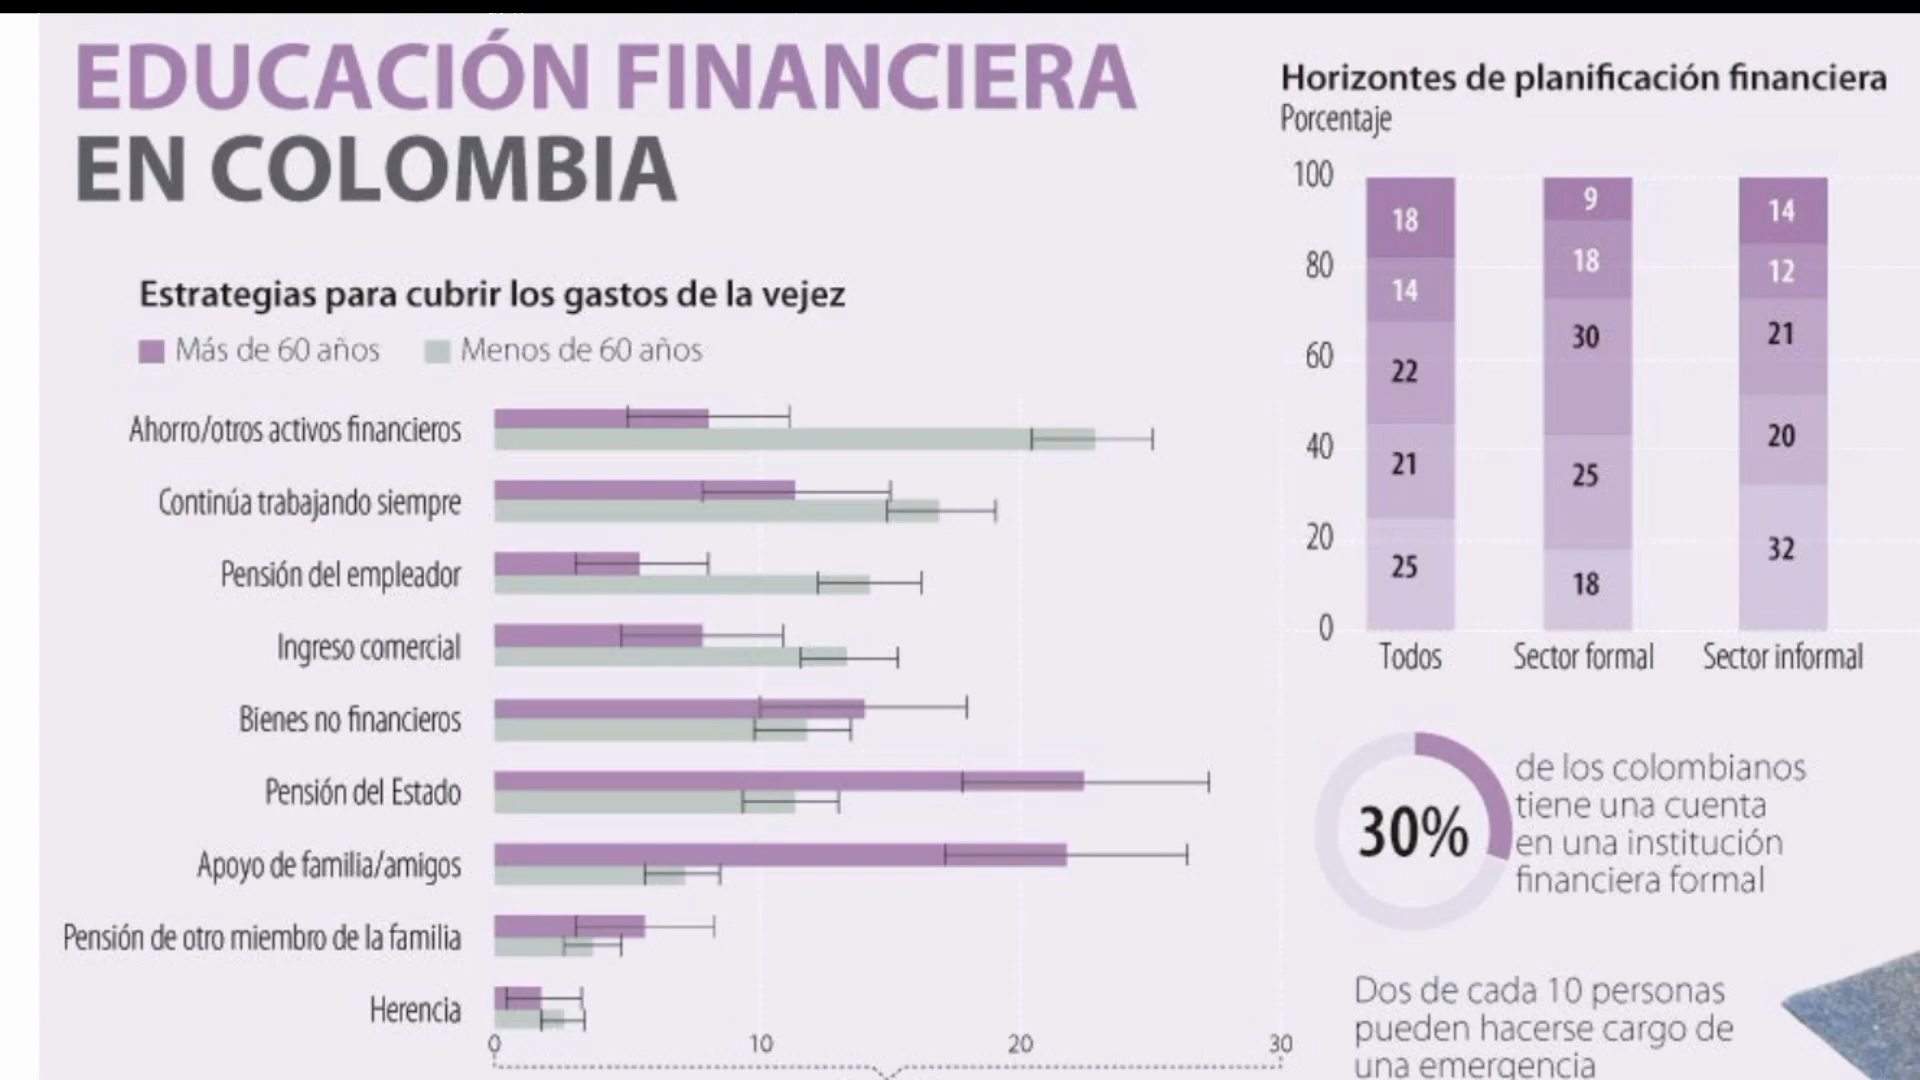 EDUCACIÓN FINANCIERA
EN COLOMBIA
Estrategias para cubrir los gastos de la vejez
Más de 60 años
Menos de 60 años
Ahorro/otros activos financieros
Continúa trabajando siempre
Pensión del empleador
Ingreso comercial
Bienes no financieros
Pensión del Estado
Apoyo de familia/amigos
Pensión de otro miembro de la familia
Herencia
0 10 20 30
Horizontes de planificación financiera
Porcentaje
100
80
60
40
20
0
18
14
22
21
25
9
18
30
25
18
14
12
21
20
32
Todos
Sector formal
Sector informal
30%
de los colombianos
tiene una cuenta
en una institución
financiera formal
Dos de cada 10 personas
pueden hacerse cargo de
una emergencia